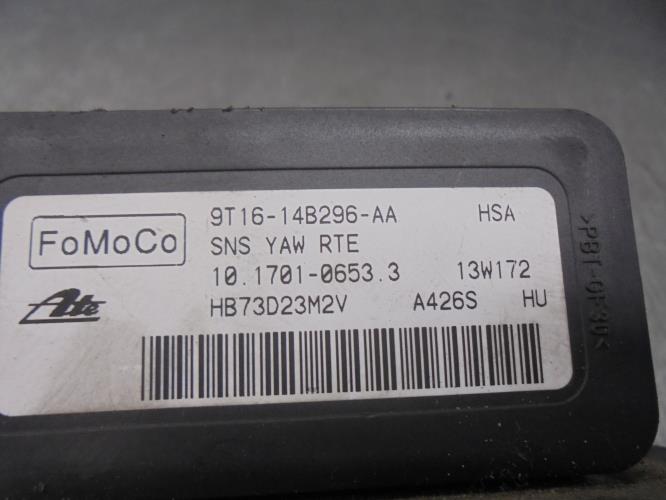 FoMoCo
9T16-14B296-AA HSA
SNS YAW RTE
10.1701-0653.3 13W172
Ate
HB73D23M2V A426S HU
>PBT-GF30<